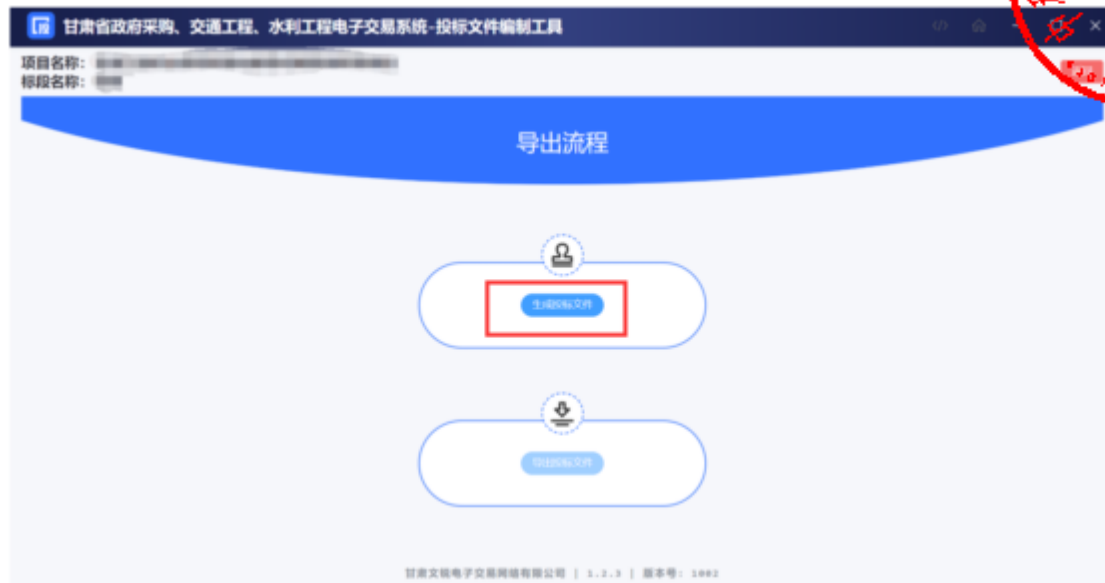 甘肃省政府采购、交通工程、水利工程电子交易系统-投标文件编制工具
项目名称：
标段名称：
导出流程
生成投标文件
导出投标文件
甘肃文锐电子交易网络有限公司 | 1.2.3 | 版本号: 1002